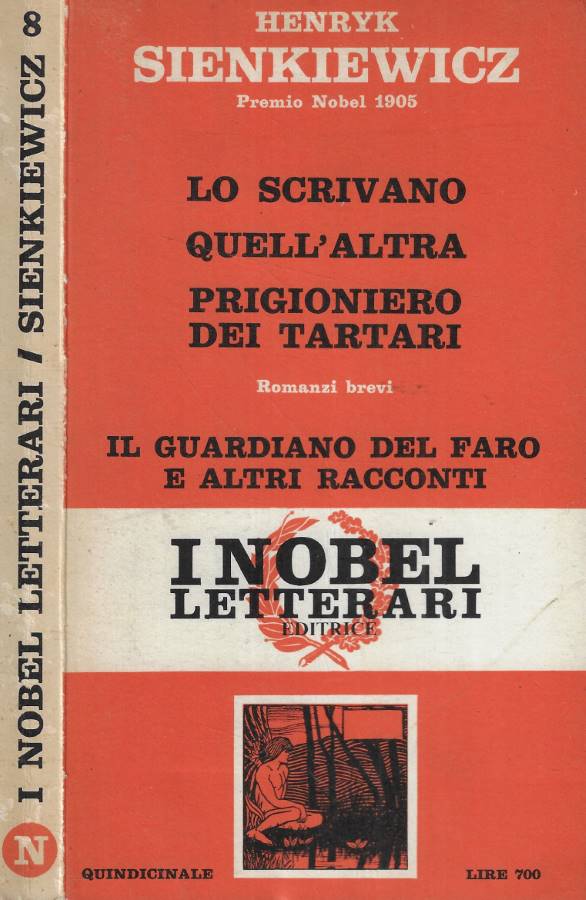 I NOBEL LETTERARI / SIENKIEWICZ 8
N
HENRYK
SIENKIEWICZ
Premio Nobel 1905
LO SCRIVANO
QUELL'ALTRA
PRIGIONIERO
DEI TARTARI
Romanzi brevi
IL GUARDIANO DEL FARO
E ALTRI RACCONTI
I NOBEL
LETTERARI
EDITRICE
QUINDICINALE
LIRE 700